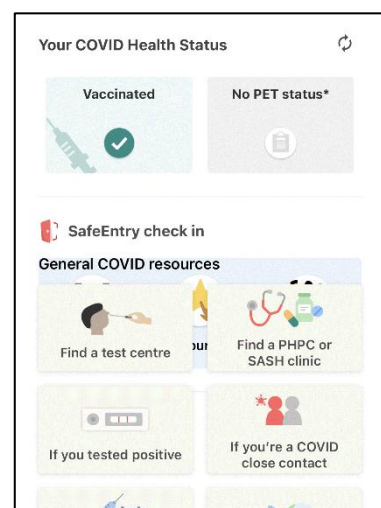 Your COVID Health Status
Vaccinated
No PET status*
SafeEntry check in
General COVID resources
Find a test centre
Find a PHPC or
SASH clinic
If you tested positive
If you're a COVID
close contact